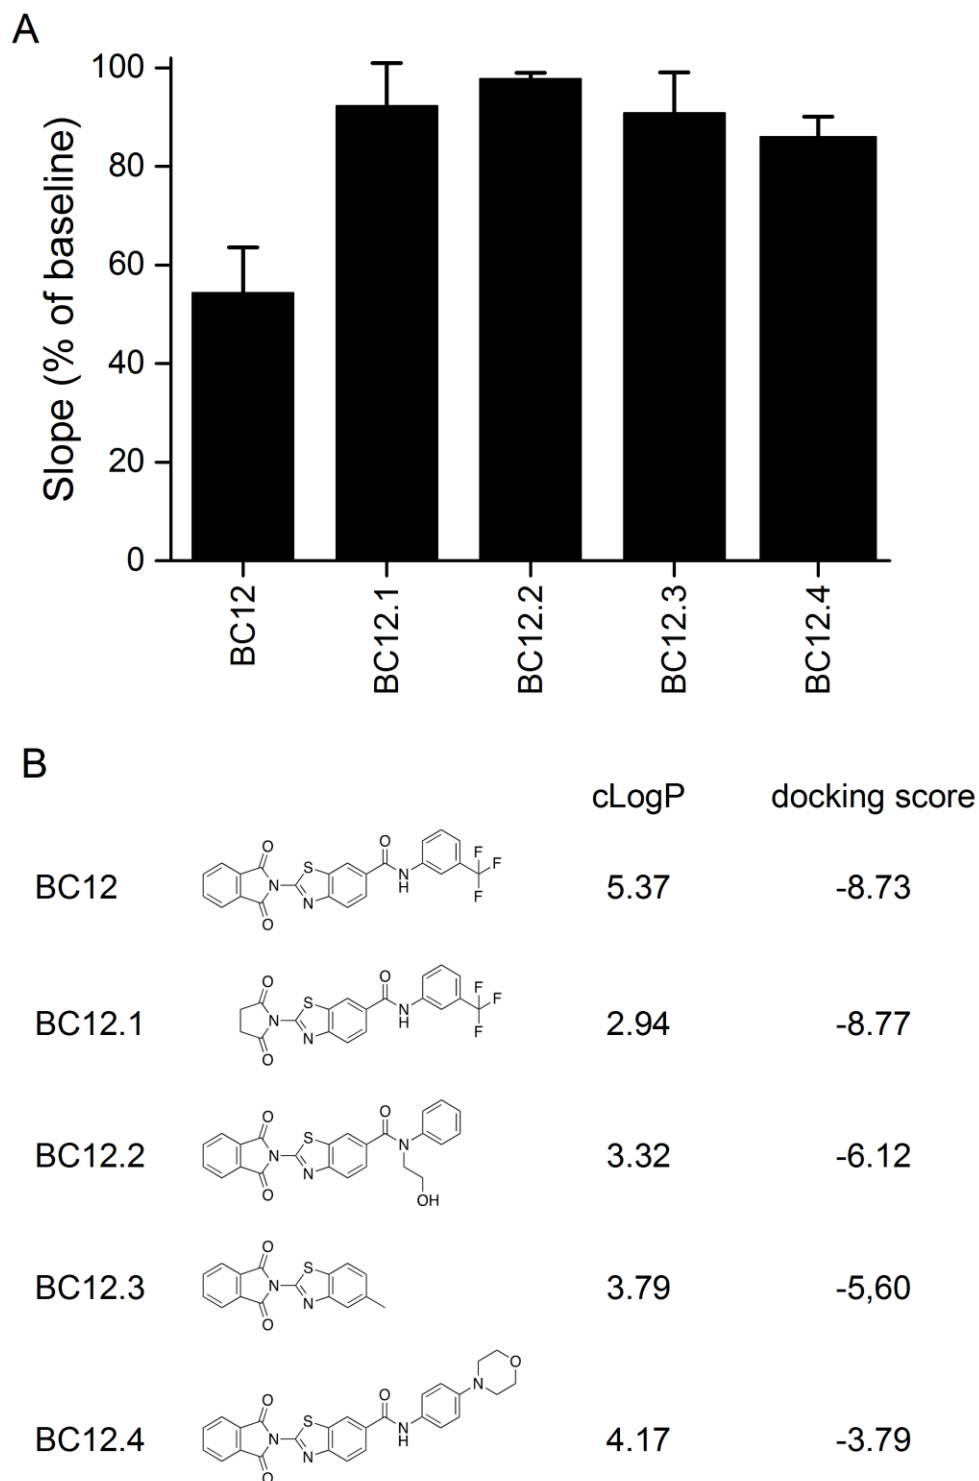 A
Slope (% of baseline)
100
80
60
40
20
0
BC12
BC12.1
BC12.2
BC12.3
BC12.4
B
cLogP docking score
BC12 O O N S N O N H F F F 5.37 -8.73
BC12.1 O O N S N O N H F F F 2.94 -8.77
BC12.2 O O N S N O N OH 3.32 -6.12
BC12.3 O O N S N 3.79 -5,60
BC12.4 O O N S N O N H N O 4.17 -3.79